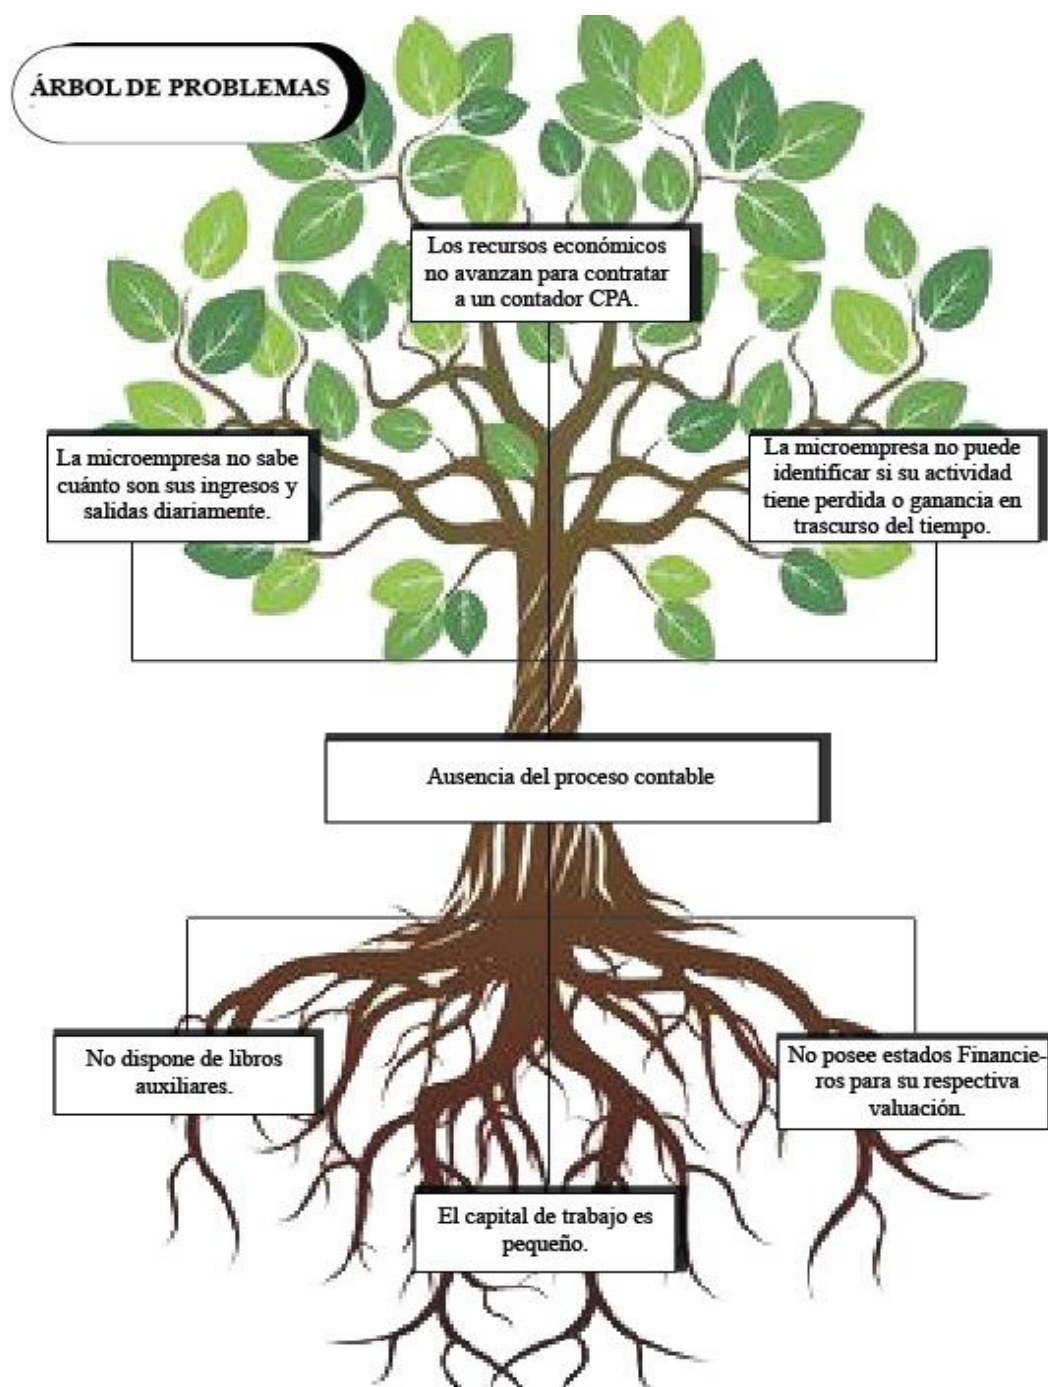 ÁRBOL DE PROBLEMAS
Los recursos económicos
no avanzan para contratar
a un contador CPA.
La microempresa no sabe
cuánto son sus ingresos y
salidas diariamente.
La microempresa no puede
identificar si su actividad
tiene perdida o ganancia en
trascurso del tiempo.
Ausencia del proceso contable
No dispone de libros
auxiliares.
No posee estados Financie-
ros para su respectiva
valuación.
El capital de trabajo es
pequeño.